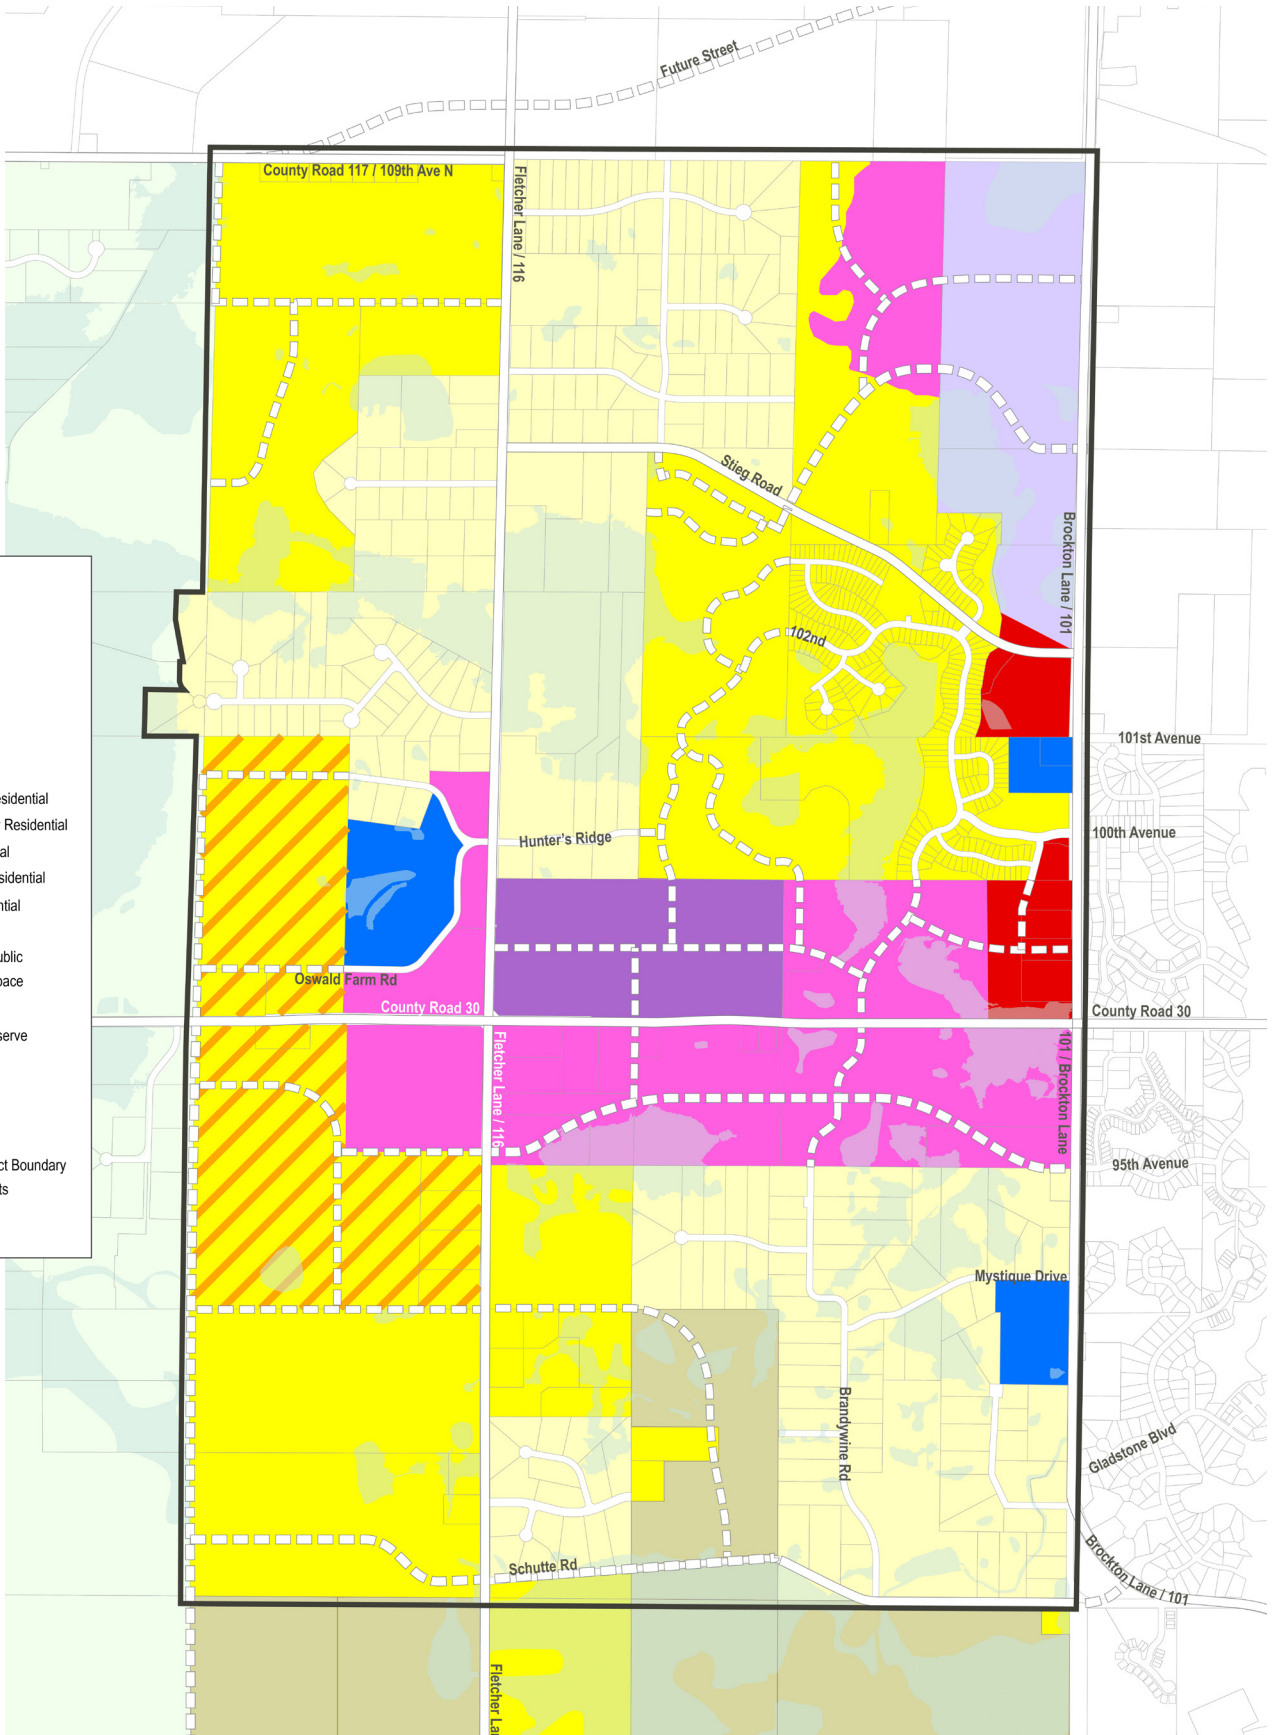 Future Street
County Road 117 / 109th Ave N
Fletcher Lane / 116
Stieg Road
Brockton Lane / 101
102nd
101st Avenue
esidential
Residential
100th Avenue
al
Hunter's Ridge
esidential
ntial
ublic
pace
Oswald Farm Rd
County Road 30
County Road 30
serve
Fletcher Lane / 116
101 / Brockton Lane
ct Boundary
95th Avenue
ts
Mystique Drive
Brandywine Rd
Gladstone Blvd
Schutte Rd
Brockton Lane / 101
Fletcher La